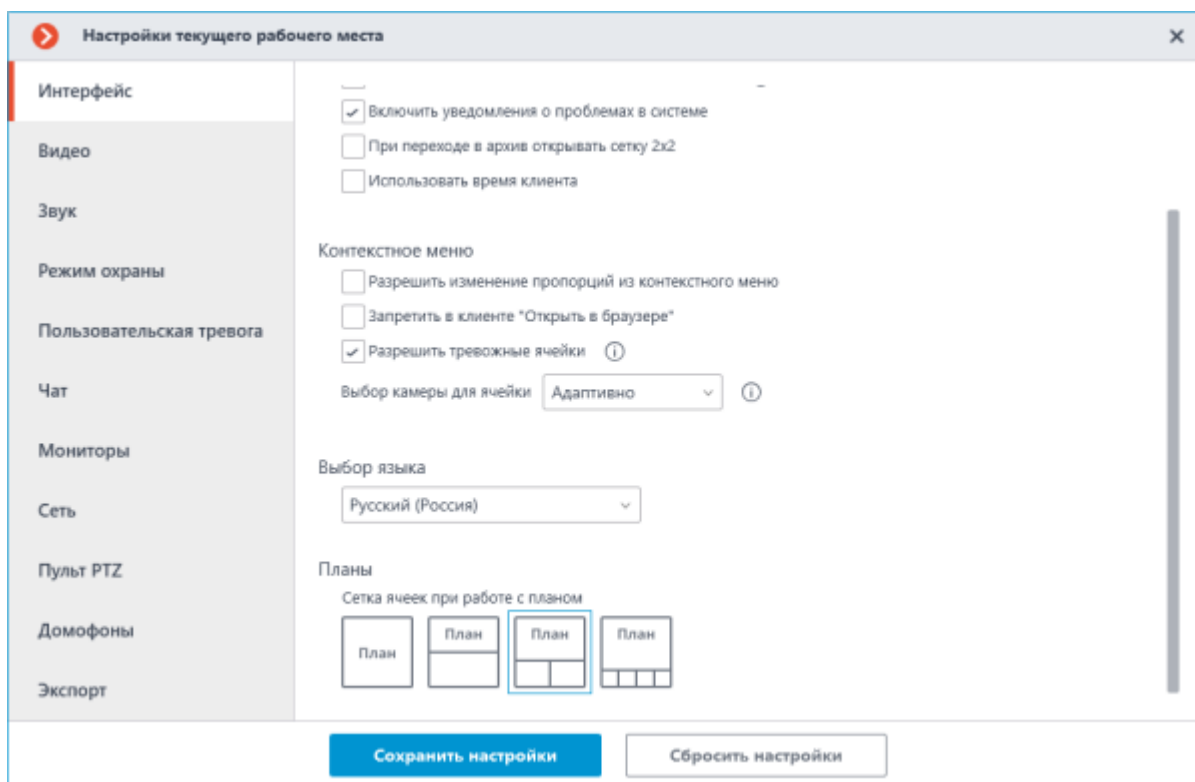 Настройки текущего рабочего места
Интерфейс
Видео
Звук
Режим охраны
Пользовательская тревога
Чат
Мониторы
Сеть
Пульт PTZ
Домофоны
Экспорт
Включить уведомления о проблемах в системе
При переходе в архив открывать сетку 2x2
Использовать время клиента
Контекстное меню
Разрешить изменение пропорций из контекстного меню
Запретить в клиенте "Открыть в браузере"
Разрешить тревожные ячейки
Выбор камеры для ячейки Адаптивно
Выбор языка
Русский (Россия)
Планы
Сетка ячеек при работе с планом
План План План План
Сохранить настройки Сбросить настройки